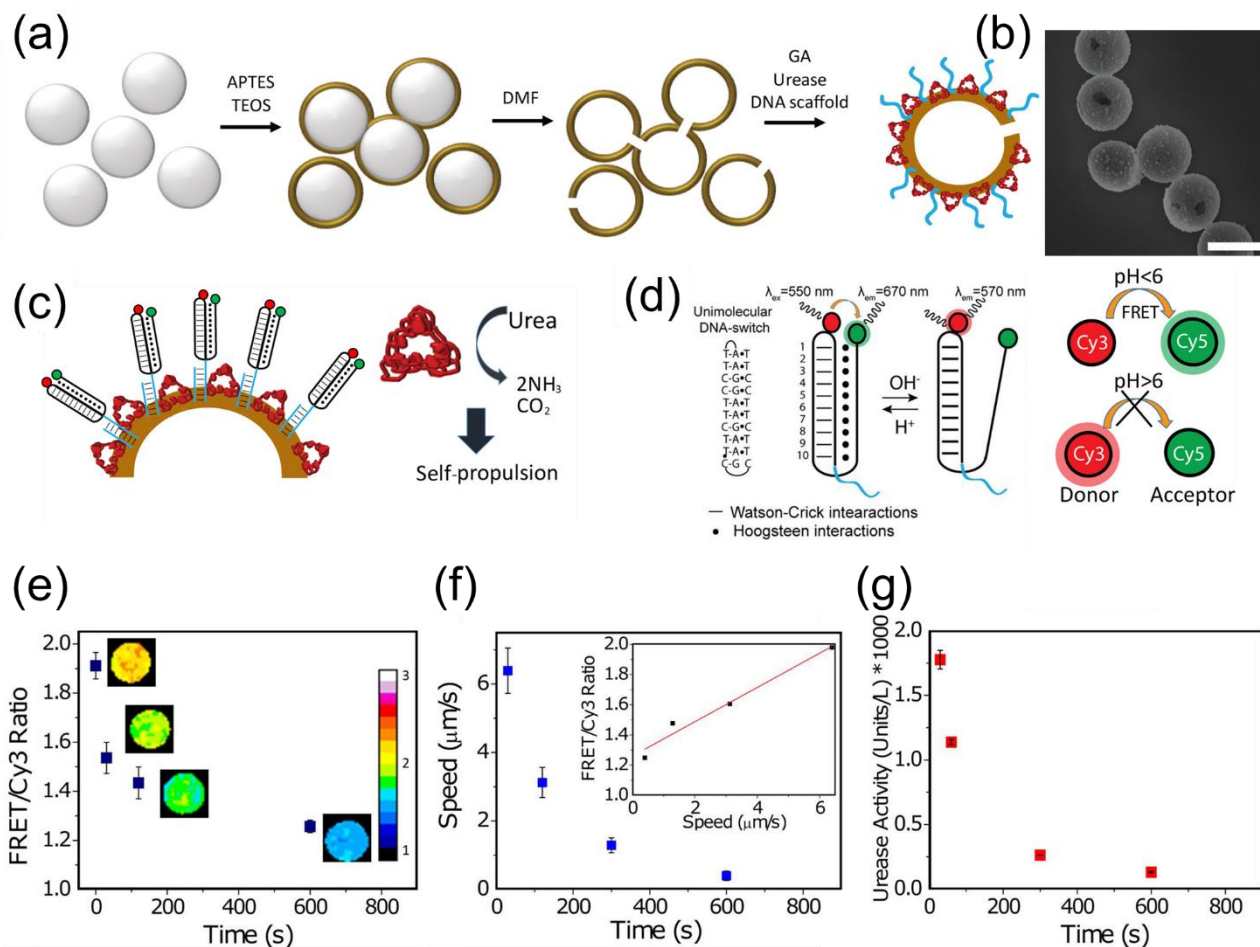 (a)
APTES
TEOS
DMF
GA
Urease
DNA scaffold
(b)
(c)
Urea
2NH₃
CO₂
Self-propulsion
(d)
λex=550 nm
λem=670 nm
λem=570 nm
Unimolecular
DNA-switch
T-A•T
T-A•T
C-G•C
C-G•C
T-A•T
T-A•T
C-G•C
T-A•T
T-A•T
C-G C
1
2
3
4
5
6
7
8
9
10
OH⁻
H⁺
— Watson-Crick intearactions
• Hoogsteen interactions
pH<6
FRET
Cy3
Cy5
pH>6
Cy3
Cy5
Donor
Acceptor
(e)
FRET/Cy3 Ratio
2.0
1.8
1.6
1.4
1.2
1.0
3
2
1
0 200 400 600 800
Time (s)
(f)
Speed (μm/s)
6
4
2
0
FRET/Cy3 Ratio
2.0
1.8
1.6
1.4
1.2
1.0
0 2 4 6
Speed (μm/s)
0 200 400 600 800
Time (s)
(g)
Urease Activity (Units/L) *1000
2.0
1.5
1.0
0.5
0
0 200 400 600 800
Time (s)